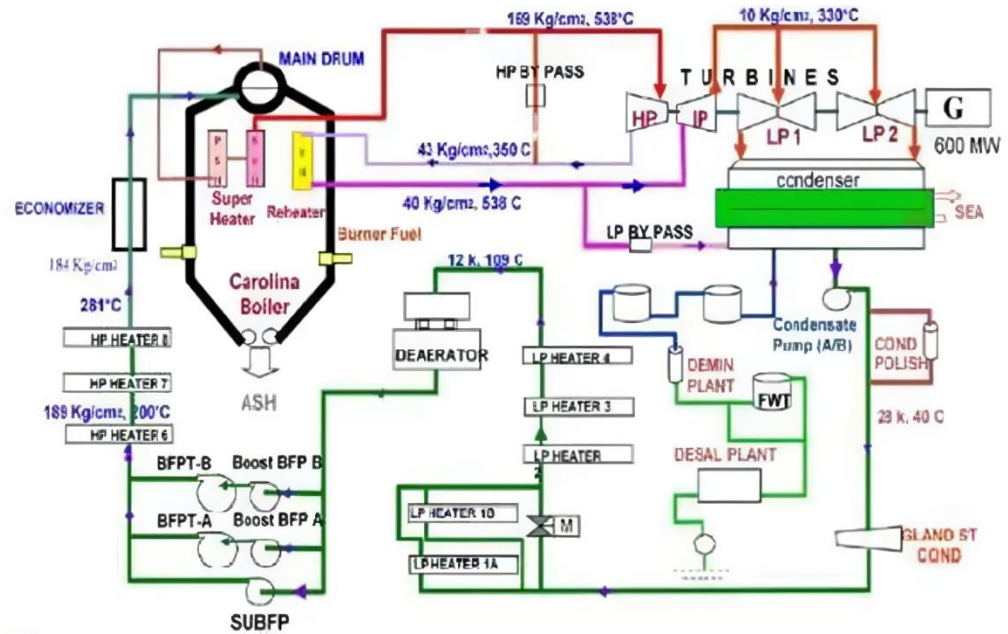 169 Kg/cm2, 538°C
10 Kg/cm2, 330°C
MAIN DRUM
HP BY PASS
TURBINES
HP
IP
LP 1
LP 2
G
600 MW
43 Kg/cm2,350 C
40 Kg/cm2, 538 C
P
S
H
S
H
Super
Heater
Reheater
condenser
SEA
ECONOMIZER
LP BY PASS
Burner Fuel
184 Kg/cm2
12 k, 109 C
281°C
Carolina
Boiler
Condensate
Pump (A/B)
COND
POLISH
HP HEATER 8
DEAERATOR
LP HEATER 4
DEMIN
PLANT
HP HEATER 7
ASH
FWT
189 Kg/cm2, 200°C
LP HEATER 3
28 k, 40 C
HP HEATER 6
LP HEATER
DESAL PLANT
BFPT-B
Boost BFP B
LP HEATER 1B
M
BFPT-A
Boost BFP A
GLAND ST
COND
LP HEATER 1A
SUBFP